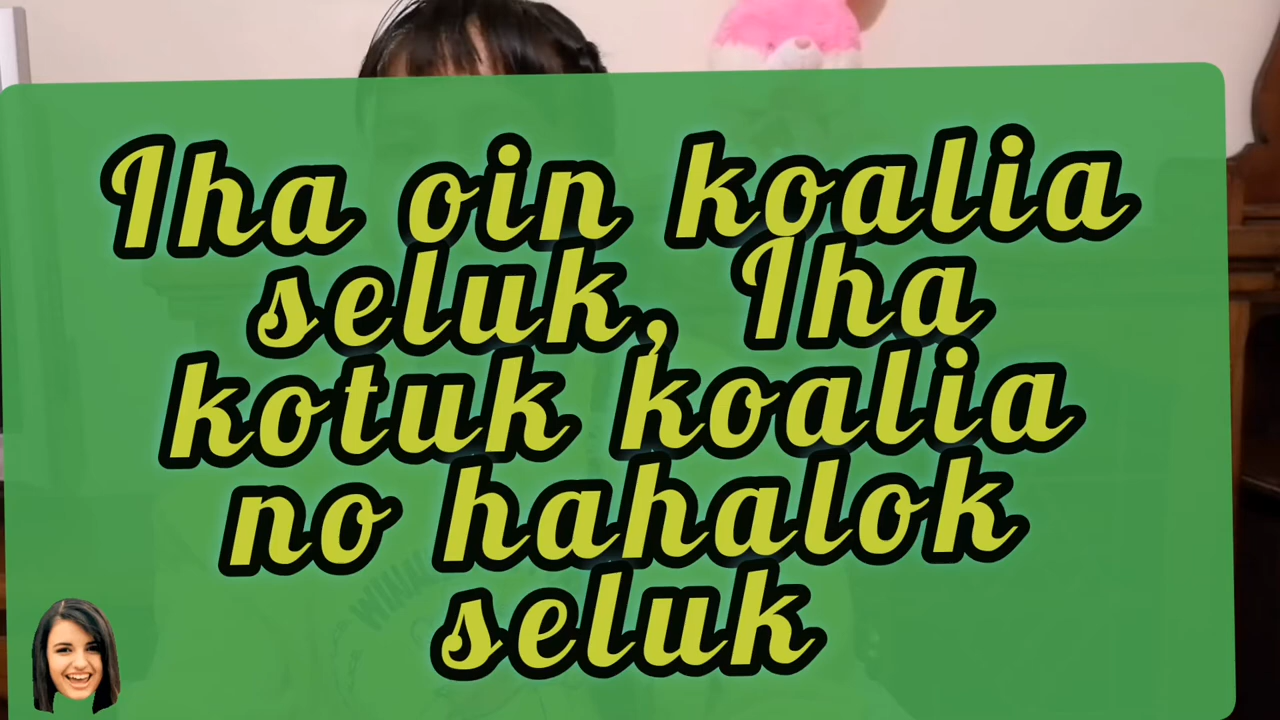 Iha oin koalia
seluk, Iha
kotuk koalia
no hahalok
seluk